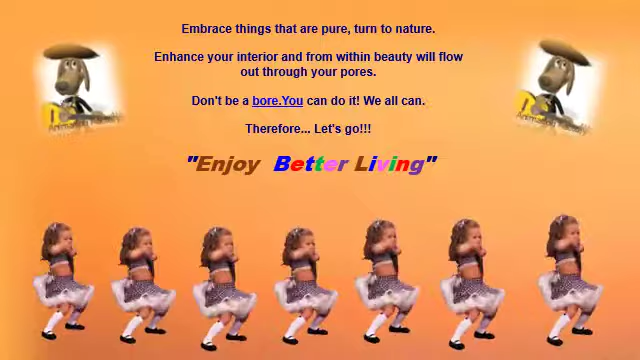 Embrace things that are pure, turn to nature.
Enhance your interior and from within beauty will flow
out through your pores.
Don't be a bore.You can do it! We all can.
Therefore... Let's go!!!
"Enjoy Better Living"